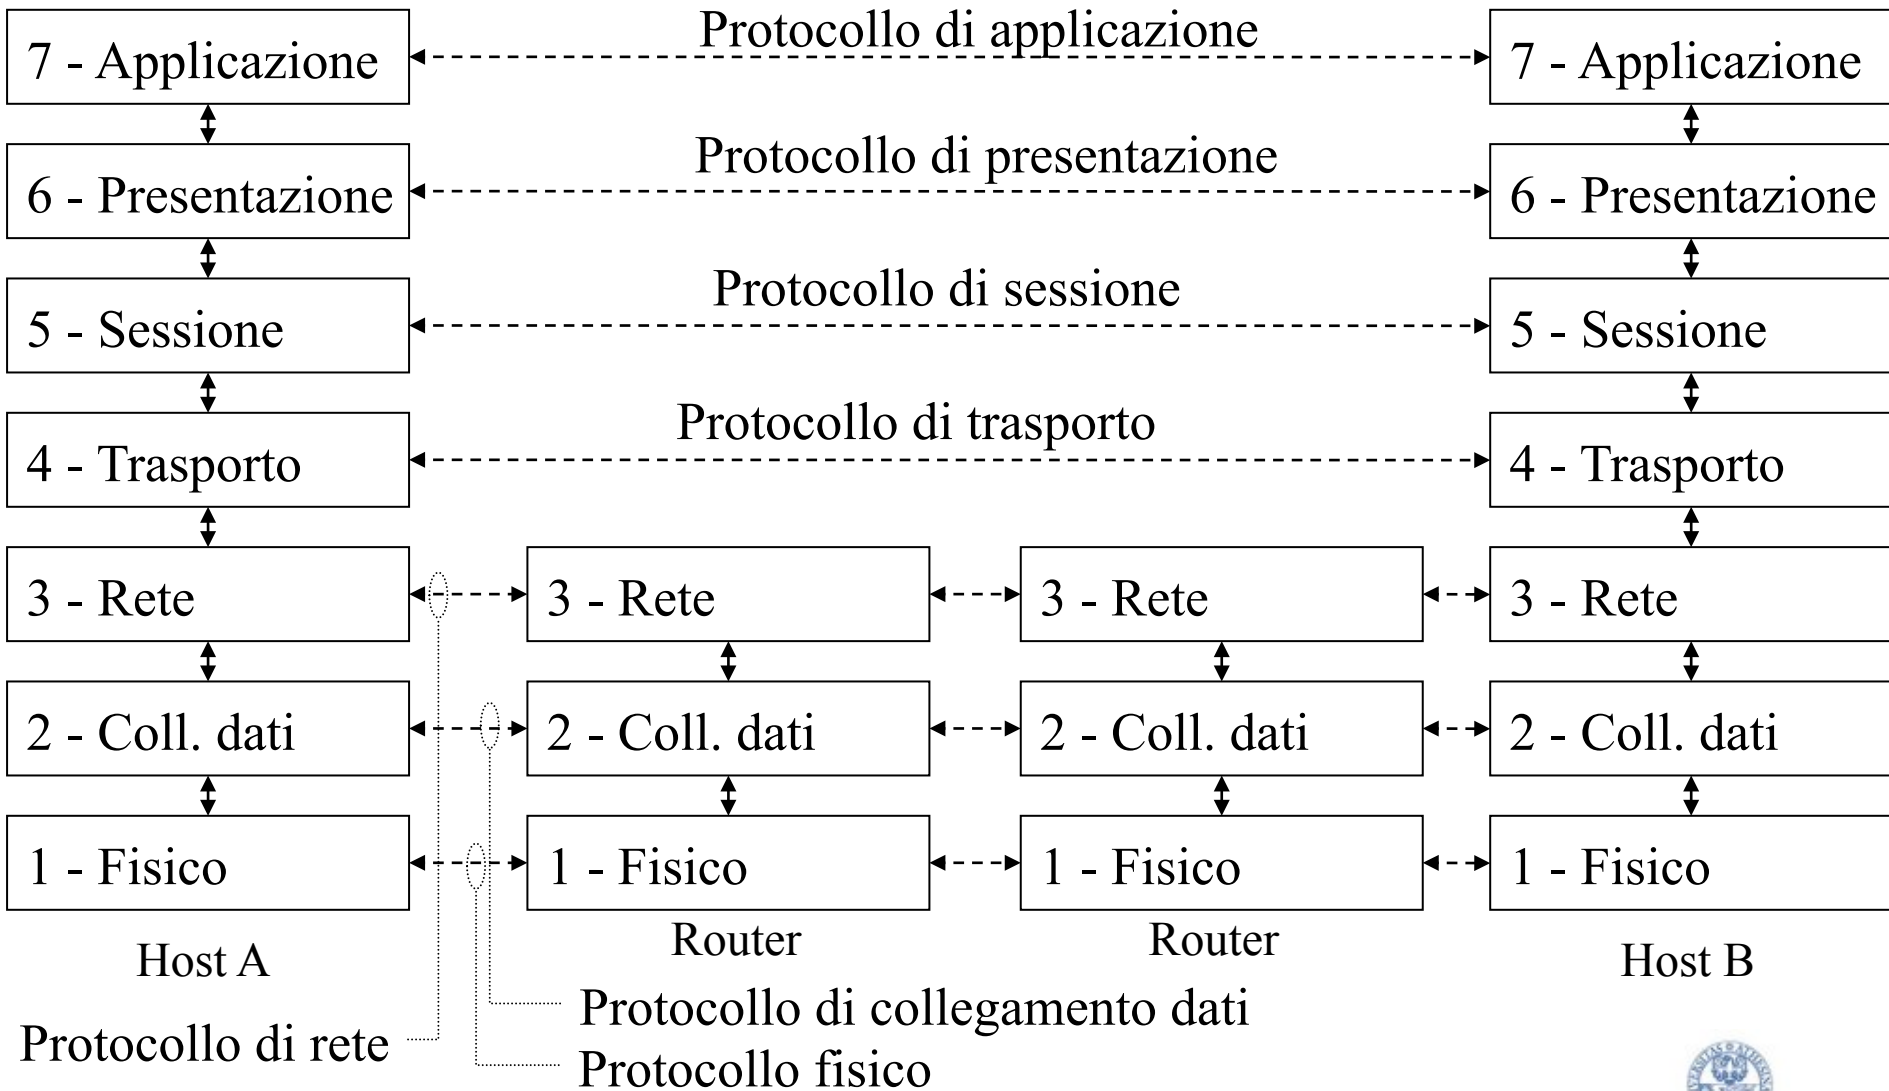 Protocollo di applicazione
7 - Applicazione
7 - Applicazione
Protocollo di presentazione
6 - Presentazione
6 - Presentazione
Protocollo di sessione
5 - Sessione
5 - Sessione
Protocollo di trasporto
4 - Trasporto
4 - Trasporto
3 - Rete
3 - Rete
3 - Rete
3 - Rete
2 - Coll. dati
2 - Coll. dati
2 - Coll. dati
2 - Coll. dati
1 - Fisico
1 - Fisico
1 - Fisico
1 - Fisico
Host A
Router
Router
Host B
Protocollo di collegamento dati
Protocollo di rete
Protocollo fisico